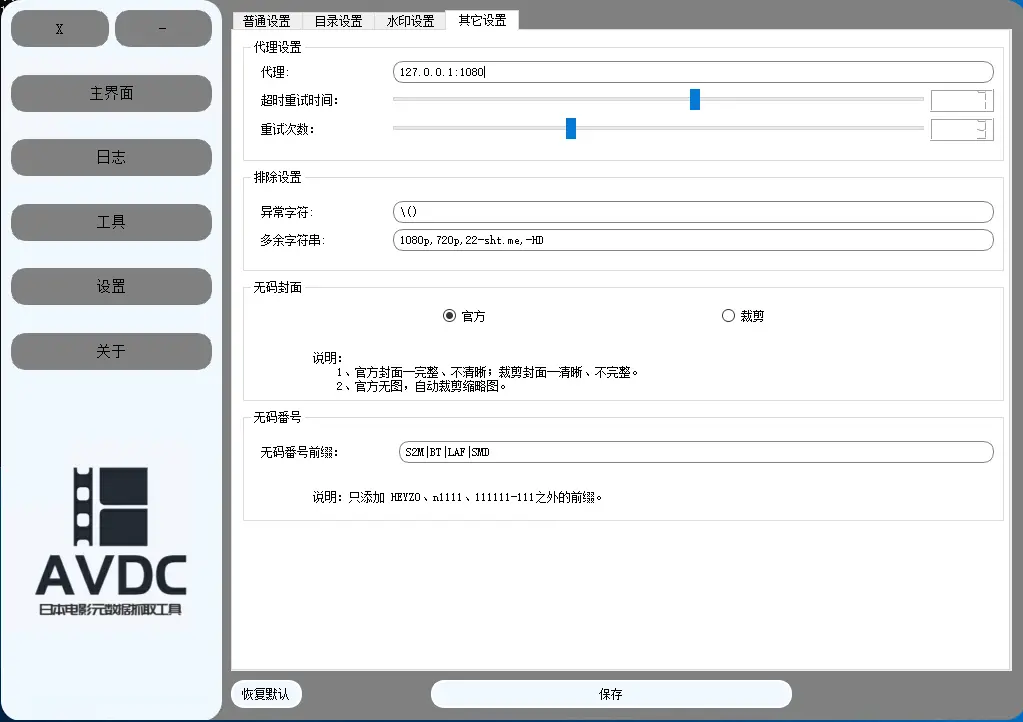 X
-
主界面
日志
工具
设置
关于
AVDC
日本电影元数据抓取工具
普通设置 目录设置 水印设置 其它设置
代理设置
代理: 127.0.0.1:1080
超时重试时间: 7
重试次数: 3
排除设置
异常字符: \()
多余字符串: 1080p,720p,22-sht.me,-HD
无码封面
官方 裁剪
说明:
1、官方封面—完整、不清晰; 裁剪封面—清晰、不完整。
2、官方无图, 自动裁剪缩略图。
无码番号
无码番号前缀: S2M|BT|LAF|SMD
说明: 只添加 HEYZO、n1111、111111-111之外的前缀。
恢复默认 保存